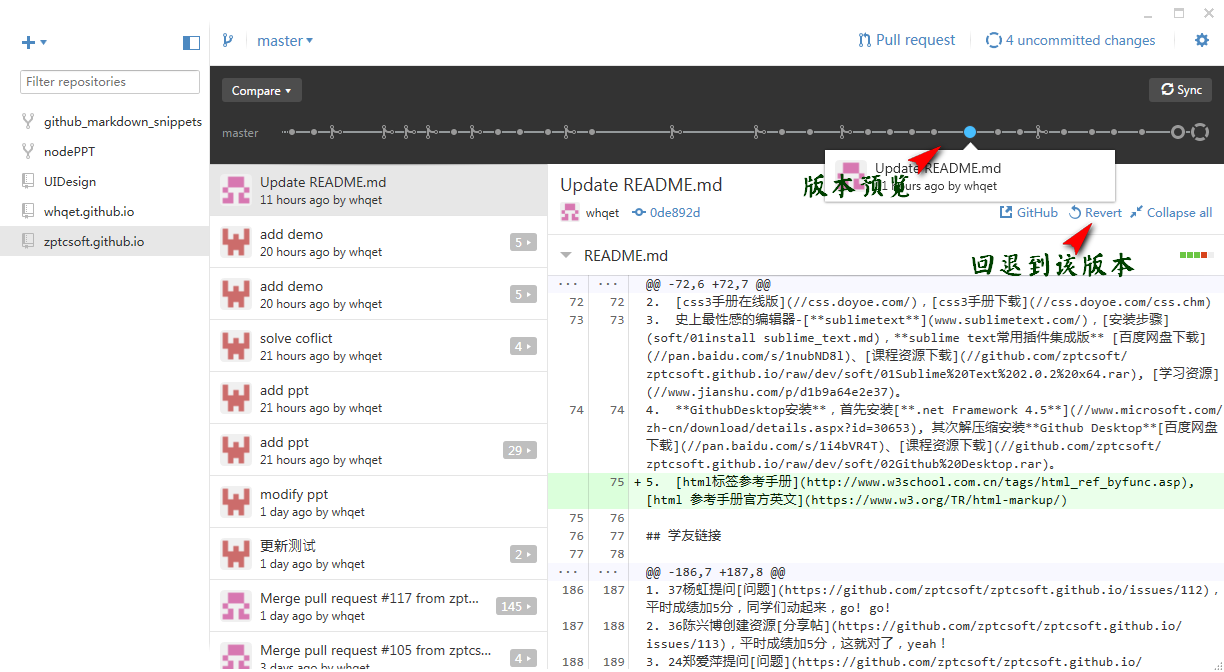 master
Pull request
4 uncommitted changes
Filter repositories
github_markdown_snippets
nodePPT
UIDesign
whqet.github.io
zptcsoft.github.io
Compare
Sync
master
Update README.md
11 hours ago by whqet
add demo
20 hours ago by whqet
5
add demo
20 hours ago by whqet
5
solve coflict
21 hours ago by whqet
4
add ppt
21 hours ago by whqet
add ppt
21 hours ago by whqet
29
modify ppt
1 day ago by whqet
更新测试
1 day ago by whqet
2
Merge pull request #117 from zpt...
1 day ago by whqet
145
Merge pull request #105 from zptcs...
3 days ago by whqet
4
Update README.md
11 hours ago by whqet
版本预览
Update README.md
whqet
0de892d
GitHub
Revert
Collapse all
回退到该版本
README.md
... ... @@ -72,6 +72,7 @@
72 72 2. [css3手册在线版](//css.doyoe.com/)，[css3手册下载](//css.doyoe.com/css.chm)
73 73 3. 史上最性感的编辑器-[**sublimetext**](www.sublimetext.com/)，[安装步骤]
(soft/01install sublime_text.md)，**sublime text常用插件集成版** [百度网盘下载]
(//pan.baidu.com/s/1nubND8l)、[课程资源下载](//github.com/zptcsoft/
zptcsoft.github.io/raw/dev/soft/01Sublime%20Text%202.0.2%20x64.rar), [学习资源]
(//www.jianshu.com/p/d1b9a64e2e37)。
74 74 4. **GithubDesktop安装**，首先安装[**.net Framework 4.5**](//www.microsoft.com/
zh-cn/download/details.aspx?id=30653), 其次解压缩安装**Github Desktop**[百度网盘
下载](//pan.baidu.com/s/1i4bVR4T)、[课程资源下载](//github.com/zptcsoft/
zptcsoft.github.io/raw/dev/soft/02Github%20Desktop.rar)。
75 + 5. [html标签参考手册](http://www.w3school.com.cn/tags/html_ref_byfunc.asp),
[html 参考手册官方英文](https://www.w3.org/TR/html-markup/)
75 76
76 77 ## 学友链接
77 78
... ... @@ -186,7 +187,8 @@
186 187 1. 37杨虹提问[问题](https://github.com/zptcsoft/zptcsoft.github.io/issues/112)，
平时成绩加5分，同学们动起来，go! go!
187 188 2. 36陈兴博创建资源[分享帖](https://github.com/zptcsoft/zptcsoft.github.io/
issues/113)，平时成绩加5分，这就对了，yeah！
188 189 3. 24郑爱萍提问[问题](https://github.com/zptcsoft/zptcsoft.github.io/